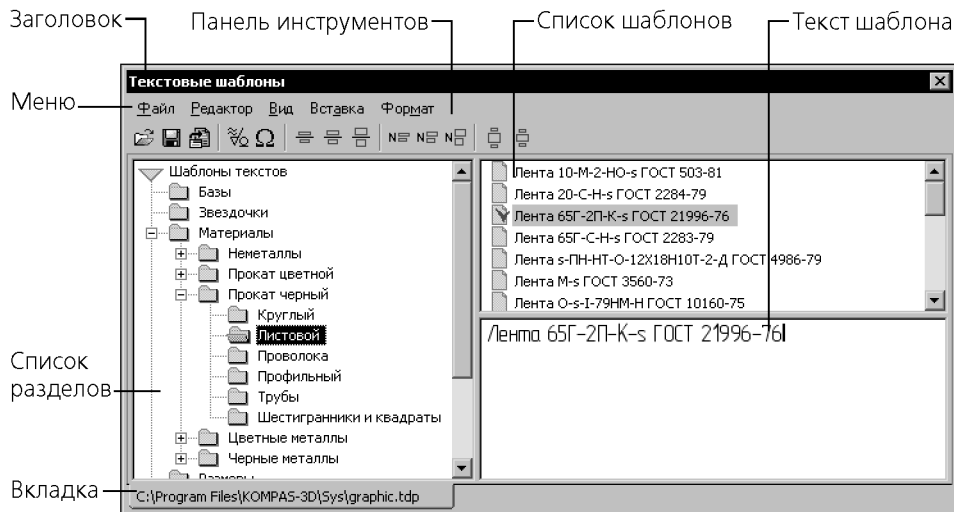 Заголовок
Панель инструментов
Список шаблонов
Текст шаблона
Текстовые шаблоны
Меню
Файл Редактор Вид Вставка Формат
Шаблоны текстов
Базы
Звездочки
Материалы
Неметаллы
Прокат цветной
Прокат черный
Круглый
Листовой
Проволока
Профильный
Трубы
Шестигранники и квадраты
Цветные металлы
Черные металлы
Размеры
Лента 10-М-2-НО-s ГОСТ 503-81
Лента 20-С-Н-s ГОСТ 2284-79
Лента 65Г-2П-К-s ГОСТ 21996-76
Лента 65Г-С-Н-s ГОСТ 2283-79
Лента s-ПН-НТ-О-12Х18Н10Т-2-Д ГОСТ 4986-79
Лента М-s ГОСТ 3560-73
Лента О-s-I-79НМ-Н ГОСТ 10160-75
Лента 65Г-2П-К-s ГОСТ 21996-76
Список
разделов
Вкладка
C:\Program Files\KOMPAS-3D\Sys\graphic.tdp